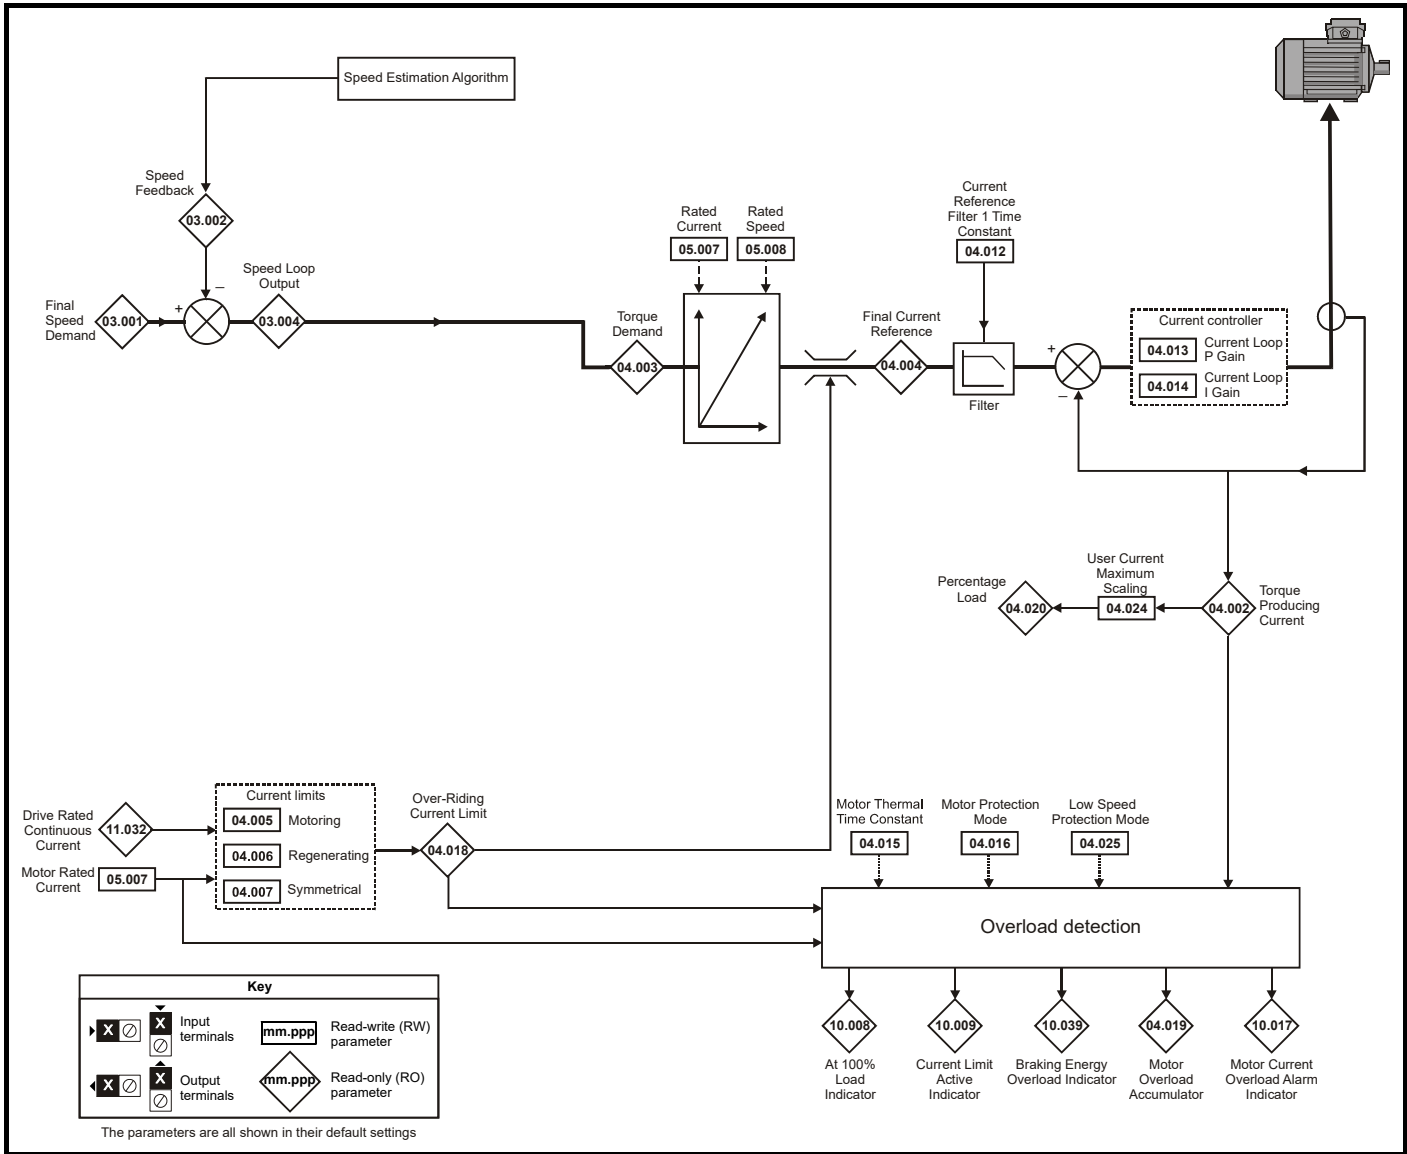 Speed Estimation Algorithm
Speed
Feedback
03.002
–
Final
Speed
Demand
03.001
+
Speed Loop
Output
03.004
Torque
Demand
04.003
Rated
Current
05.007
Rated
Speed
05.008
Final Current
Reference
04.004
Current
Reference
Filter 1 Time
Constant
04.012
Filter
+
–
Current controller
04.013
Current Loop
P Gain
04.014
Current Loop
I Gain
Percentage
Load
04.020
User Current
Maximum
Scaling
04.024
04.002
Torque
Producing
Current
Drive Rated
Continuous
Current
11.032
Motor Rated
Current
05.007
Current limits
04.005
Motoring
04.006
Regenerating
04.007
Symmetrical
Over-Riding
Current Limit
04.018
Motor Thermal
Time Constant
04.015
Motor Protection
Mode
04.016
Low Speed
Protection Mode
04.025
Overload detection
10.008
At 100%
Load
Indicator
10.009
Current Limit
Active
Indicator
10.039
Braking Energy
Overload Indicator
04.019
Motor
Overload
Accumulator
10.017
Motor Current
Overload Alarm
Indicator
Key
X
X
Input
terminals
mm.ppp
Read-write (RW)
parameter
X
X
Output
terminals
mm.ppp
Read-only (RO)
parameter
The parameters are all shown in their default settings